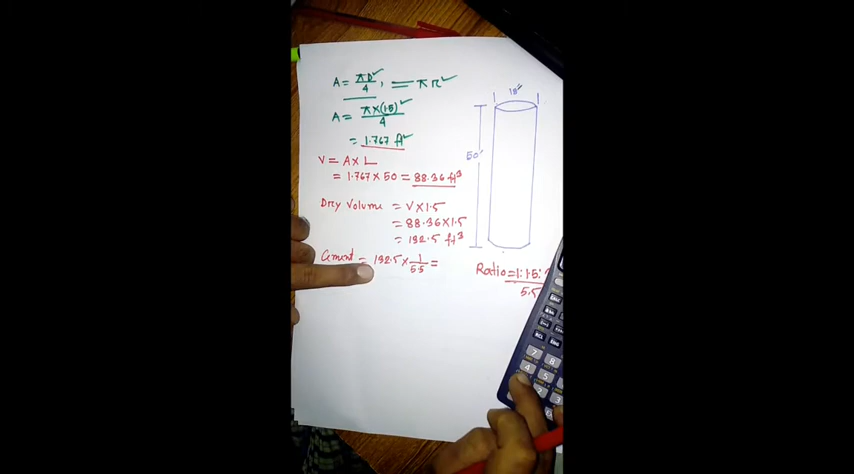 A = πD²/4 , = πR²
A = π×(1.5)²/4
= 1.767 ft²
V = A × L
= 1.767 × 50 = 88.36 ft³
Dry Volume = V × 1.5
= 88.36 × 1.5
= 132.5 ft³
Cement = 132.5 × 1/5.5 =
18"
50'
Ratio = 1:1.5:
5.5